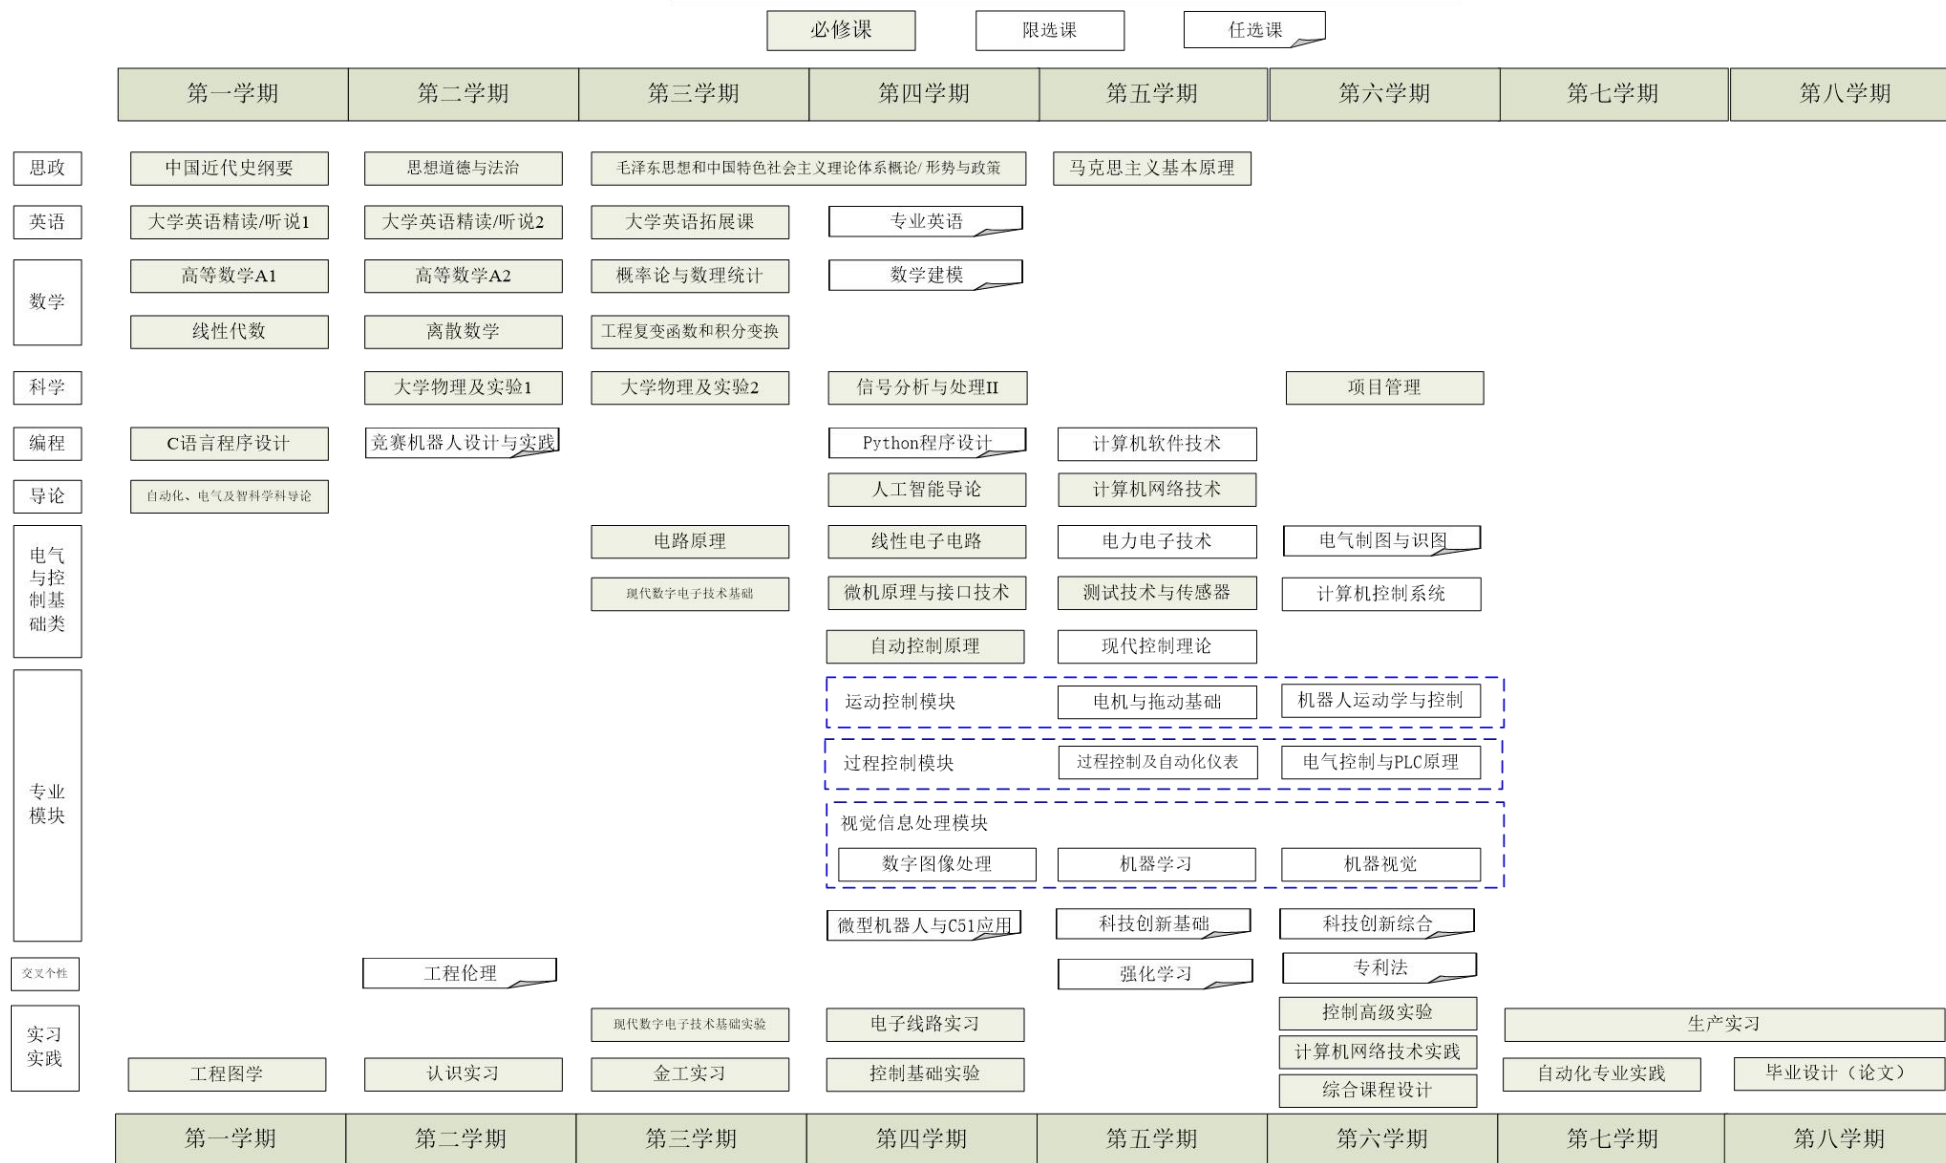 必修课 限选课 任选课
第一学期 第二学期 第三学期 第四学期 第五学期 第六学期 第七学期 第八学期
思政 中国近代史纲要 思想道德与法治 毛泽东思想和中国特色社会主义理论体系概论/形势与政策 马克思主义基本原理
英语 大学英语精读/听说1 大学英语精读/听说2 大学英语拓展课 专业英语
数学
高等数学A1 高等数学A2 概率论与数理统计 数学建模
线性代数 离散数学 工程复变函数和积分变换
科学 大学物理及实验1 大学物理及实验2 信号分析与处理II 项目管理
编程 C语言程序设计 竞赛机器人设计与实践 Python程序设计 计算机软件技术
导论 自动化、电气及智科学科导论 人工智能导论 计算机网络技术
电气
与控
制基
础类
电路原理 线性电子电路 电力电子技术 电气制图与识图
现代数字电子技术基础 微机原理与接口技术 测试技术与传感器 计算机控制系统
自动控制原理 现代控制理论
专业
模块
运动控制模块 电机与拖动基础 机器人运动学与控制
过程控制模块 过程控制及自动化仪表 电气控制与PLC原理
视觉信息处理模块
数字图像处理 机器学习 机器视觉
微型机器人与C51应用 科技创新基础 科技创新综合
交叉个性 工程伦理 强化学习 专利法
实习
实践
现代数字电子技术基础实验 电子线路实习 控制高级实验 生产实习
计算机网络技术实践
工程图学 认识实习 金工实习 控制基础实验 综合课程设计 自动化专业实践 毕业设计（论文）
第一学期 第二学期 第三学期 第四学期 第五学期 第六学期 第七学期 第八学期